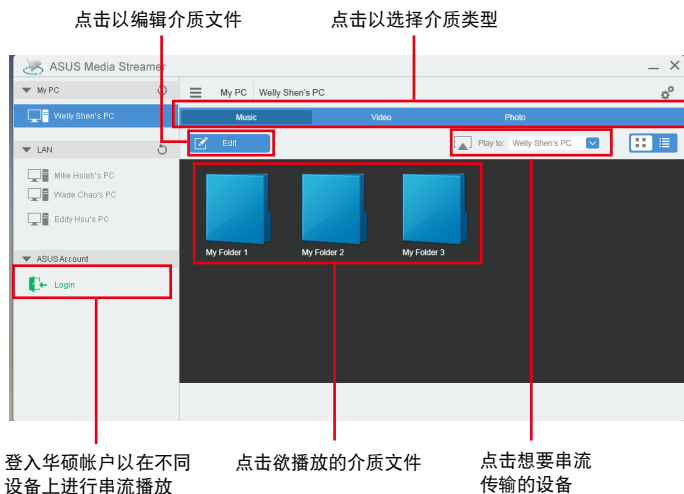 点击以编辑介质文件
点击以选择介质类型
ASUS Media Streamer
My PC
My PC Welly Shen's PC
Welly Shen's PC
Music Video Photo
Edit
Play to: Welly Shen's PC
LAN
Mike Hsieh's PC
Wade Chao's PC
Eddy Hsu's PC
My Folder 1 My Folder 2 My Folder 3
ASUS Account
Login
登入华硕帐户以在不同
设备上进行串流播放
点击欲播放的介质文件
点击想要串流
传输的设备